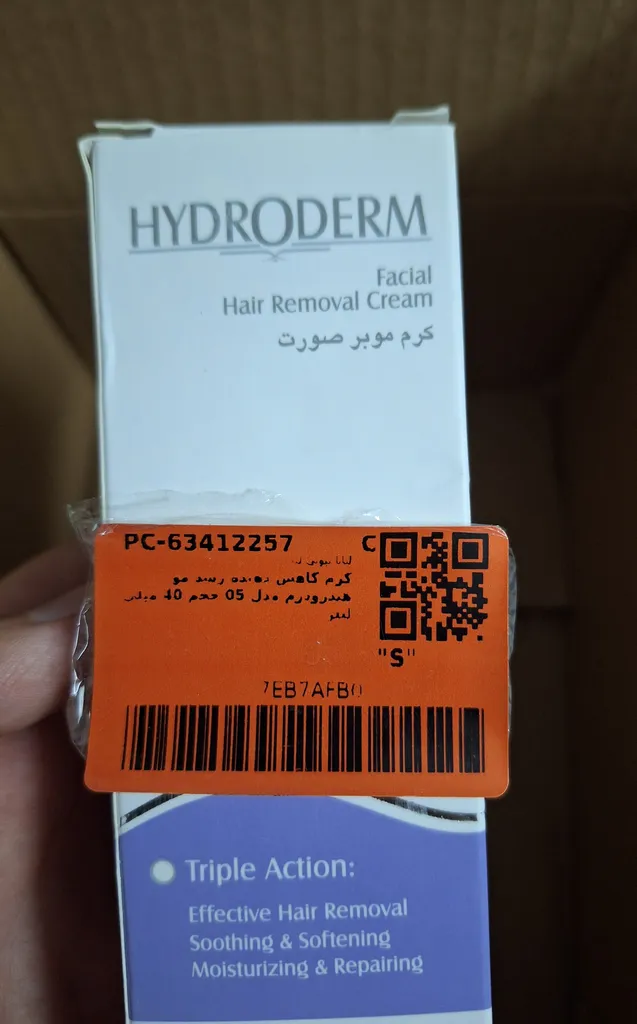 HYDRODERM
Facial
Hair Removal Cream
کرم موبر صورت
PC-63412257
C
کرم کاهش دهنده رشد مو
هیدرودرم مدل 05 حجم 40 میلی
لیتر
"S"
7EB7AFB0
Triple Action:
Effective Hair Removal
Soothing & Softening
Moisturizing & Repairing